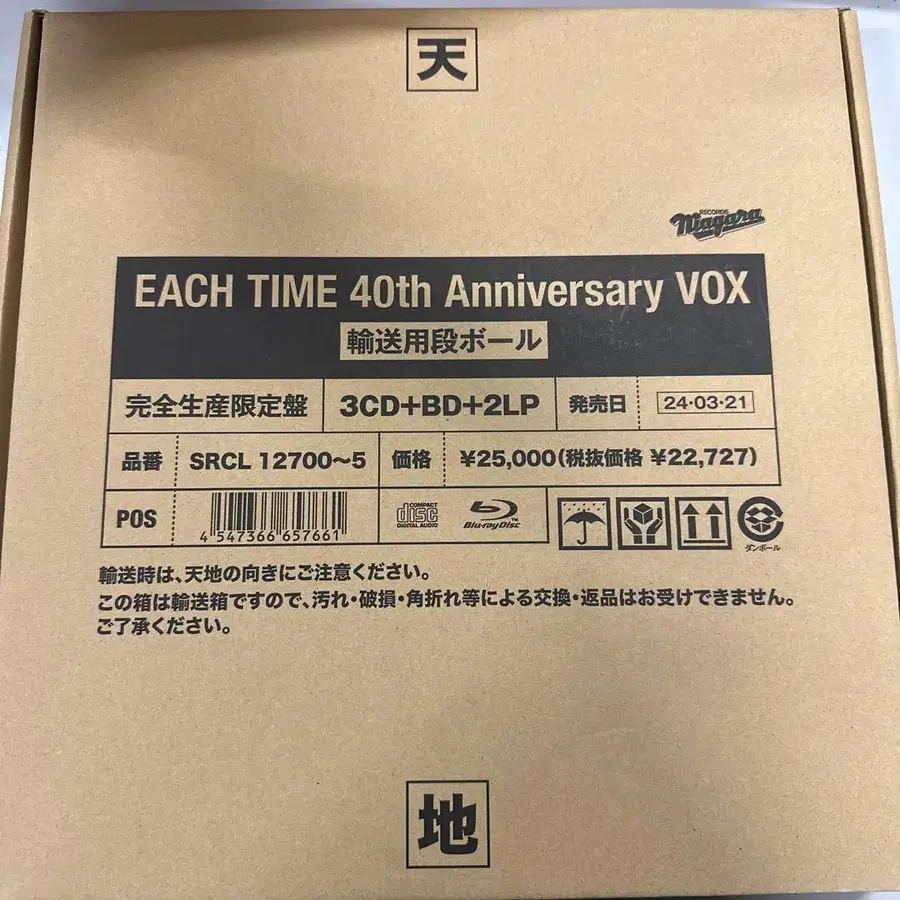 天
RECORDS
Niagara
EACH TIME 40th Anniversary VOX
輸送用段ボール
完全生産限定盤 3CD+BD+2LP 発売日 24·03·21
品番 SRCL 12700〜5 価格 ¥25,000(税抜価格 ¥22,727)
POS 4 547366 657661 COMPACT disc DIGITAL AUDIO Blu-ray Disc™
ダンボール
輸送時は、天地の向きにご注意ください。
この箱は輸送箱ですので、汚れ・破損・角折れ等による交換・返品はお受けできません。
ご了承ください。
地